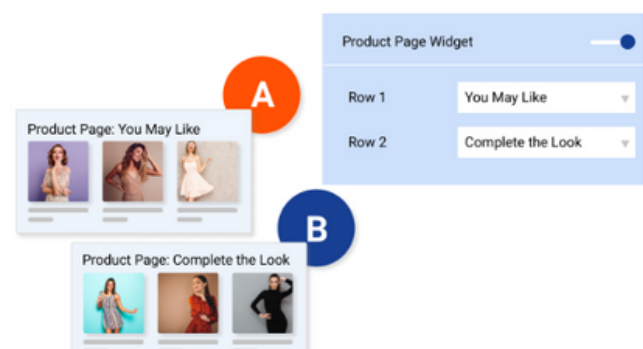 Product Page Widget
Row 1 You May Like
Row 2 Complete the Look
A
Product Page: You May Like
B
Product Page: Complete the Look